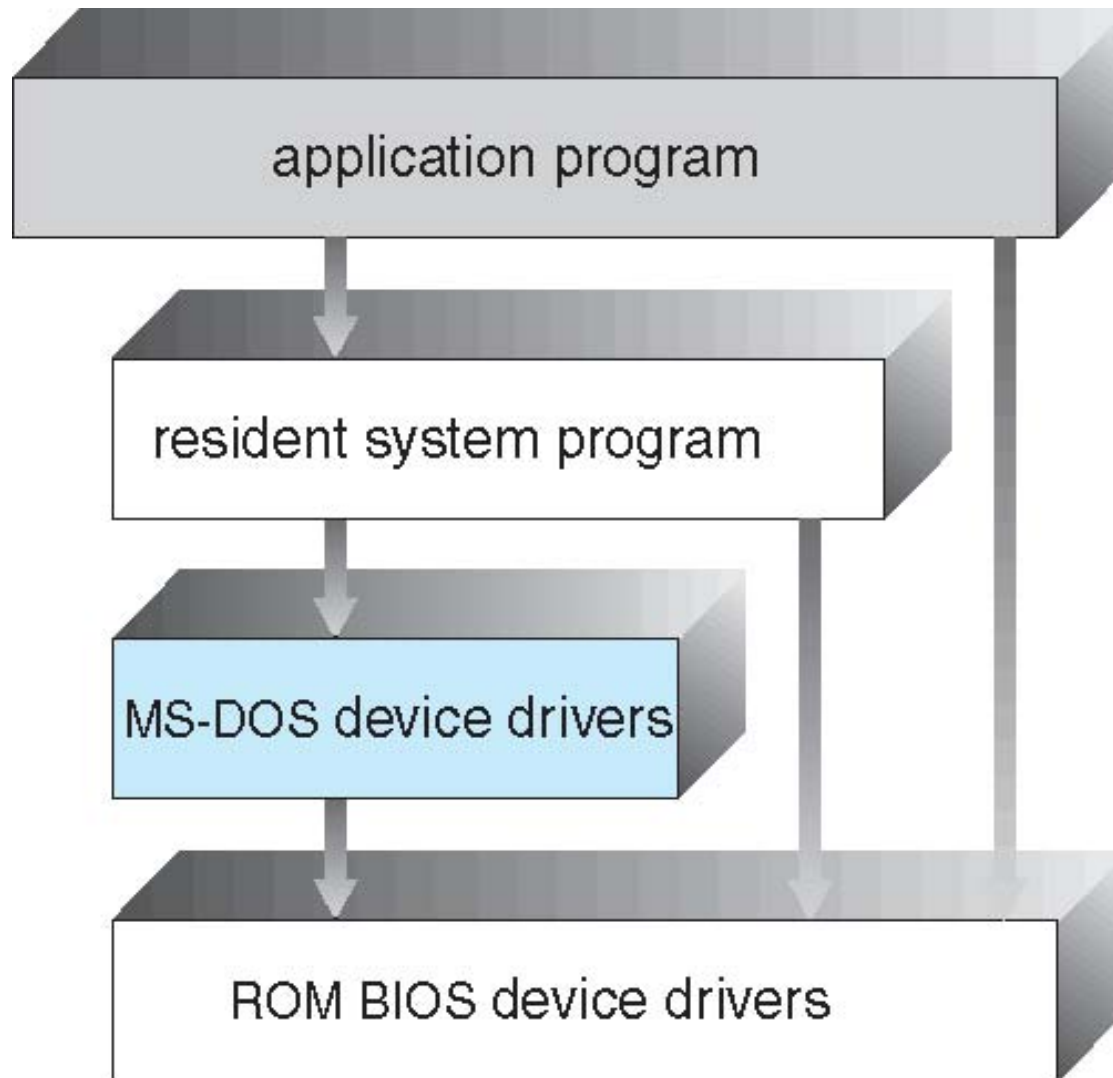 application program
resident system program
MS-DOS device drivers
ROM BIOS device drivers